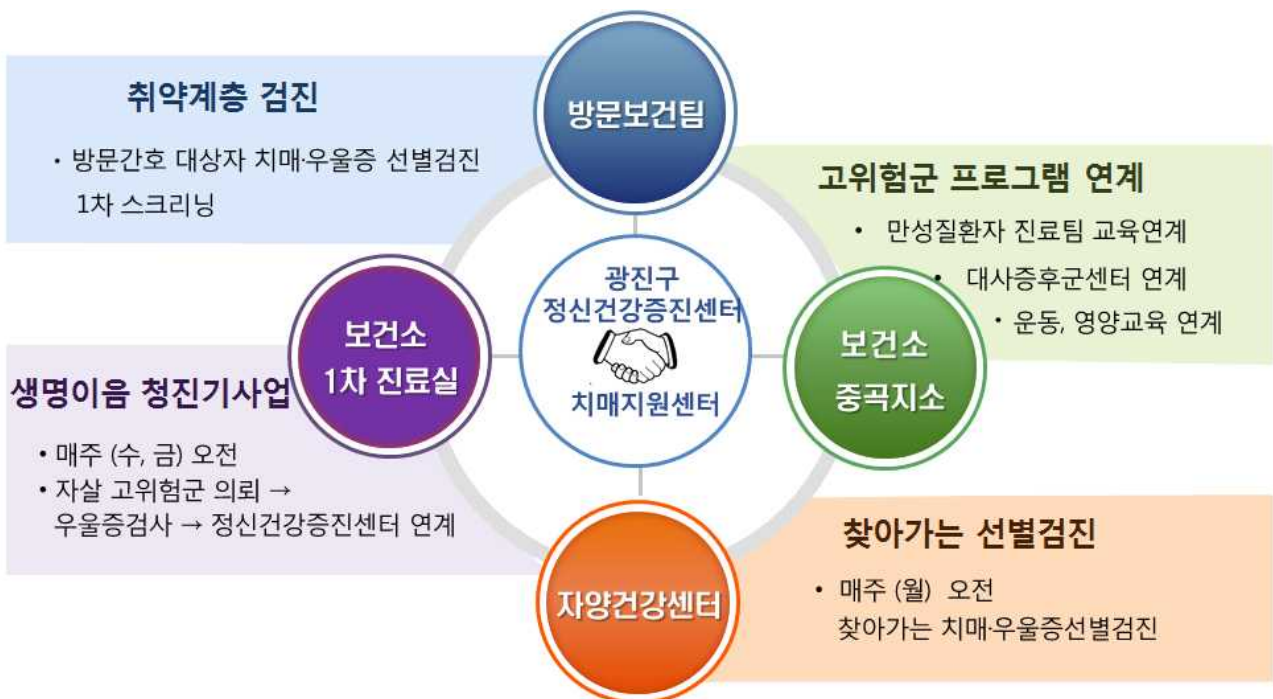 방문보건팀
취약계층 검진
• 방문간호 대상자 치매·우울증 선별검진
1차 스크리닝
고위험군 프로그램 연계
• 만성질환자 진료팀 교육연계
• 대사증후군센터 연계
• 운동, 영양교육 연계
광진구
정신건강증진센터
치매지원센터
보건소
1차 진료실
보건소
중곡지소
생명이음 청진기사업
• 매주 (수, 금) 오전
• 자살 고위험군 의뢰 →
우울증검사 → 정신건강증진센터 연계
자양건강센터
찾아가는 선별검진
• 매주 (월) 오전
찾아가는 치매·우울증선별검진